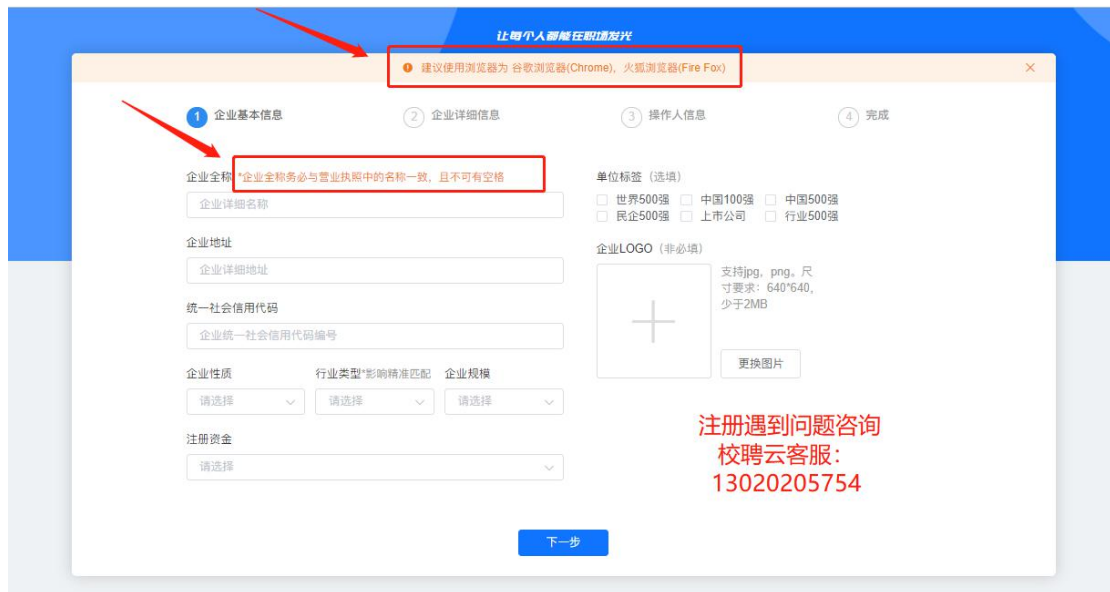 让每个人都能在职场发光
建议使用浏览器为 谷歌浏览器(Chrome)，火狐浏览器(Fire Fox)
1 企业基本信息
2 企业详细信息
3 操作人信息
4 完成
企业全称 *企业全称务必与营业执照中的名称一致，且不可有空格
企业详细名称
企业地址
企业详细地址
统一社会信用代码
企业统一社会信用代码编号
企业性质 行业类型*影响精准匹配 企业规模
请选择 请选择 请选择
注册资金
请选择
单位标签（选填）
世界500强 中国100强 中国500强
民企500强 上市公司 行业500强
企业LOGO（非必填）
支持jpg，png。尺
寸要求：640*640，
少于2MB
更换图片
注册遇到问题咨询
校聘云客服：
13020205754
下一步